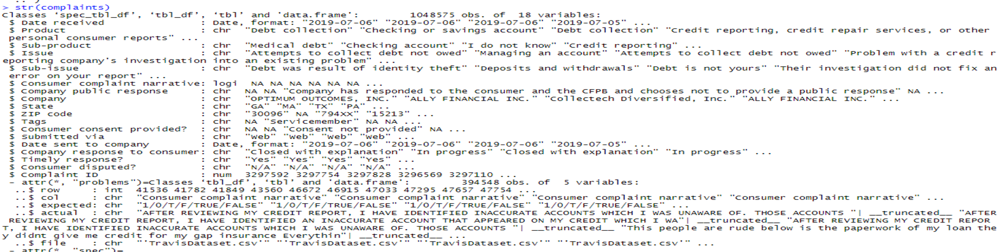 > str(complaints)
Classes ‘spec_tbl_df’, ‘tbl_df’, ‘tbl’ and 'data.frame':	1048575 obs. of  18 variables:
 $ Date received               : Date, format: "2019-07-06" "2019-07-06" "2019-07-06" "2019-07-05" ...
 $ Product                     : chr  "Debt collection" "Checking or savings account" "Debt collection" "Credit reporting, credit repair services, or other
 personal consumer reports" ...
 $ Sub-product                 : chr  "Medical debt" "Checking account" "I do not know" "Credit reporting" ...
 $ Issue                       : chr  "Attempts to collect debt not owed" "Managing an account" "Attempts to collect debt not owed" "Problem with a credit r
eporting company's investigation into an existing problem" ...
 $ Sub-issue                   : chr  "Debt was result of identity theft" "Deposits and withdrawals" "Debt is not yours" "Their investigation did not fix an
 error on your report" ...
 $ Consumer complaint narrative: logi  NA NA NA NA NA NA ...
 $ Company public response     : chr  NA NA "Company has responded to the consumer and the CFPB and chooses not to provide a public response" NA ...
 $ Company                     : chr  "OPTIMUM OUTCOMES, INC." "ALLY FINANCIAL INC." "Collectech Diversified, Inc." "ALLY FINANCIAL INC." ...
 $ State                       : chr  "GA" "MA" "TX" "PA" ...
 $ ZIP code                    : chr  "30096" NA "794XX" "15213" ...
 $ Tags                        : chr  NA "Servicemember" NA NA ...
 $ Consumer consent provided?  : chr  NA NA "Consent not provided" NA ...
 $ Submitted via               : chr  "Web" "Web" "Web" "Web" ...
 $ Date sent to company        : Date, format: "2019-07-06" "2019-07-06" "2019-07-06" "2019-07-05" ...
 $ Company response to consumer: chr  "Closed with explanation" "In progress" "Closed with explanation" "In progress" ...
 $ Timely response?            : chr  "Yes" "Yes" "Yes" "Yes" ...
 $ Consumer disputed?          : chr  "N/A" "N/A" "N/A" "N/A" ...
 $ Complaint ID                : num  3297592 3297754 3297828 3296569 3297110 ...
 - attr(*, "problems")=Classes ‘tbl_df’, ‘tbl’ and 'data.frame':	394548 obs. of  5 variables:
  ..$ row     : int  41536 41782 41849 43560 46672 46915 47033 47295 47657 47754 ...
  ..$ col     : chr  "Consumer complaint narrative" "Consumer complaint narrative" "Consumer complaint narrative" "Consumer complaint narrative" ...
  ..$ expected: chr  "1/0/T/F/TRUE/FALSE" "1/0/T/F/TRUE/FALSE" "1/0/T/F/TRUE/FALSE" "1/0/T/F/TRUE/FALSE" ...
  ..$ actual  : chr  "AFTER REVIEWING MY CREDIT REPORT, I HAVE IDENTIFIED INACCURATE ACCOUNTS WHICH I WAS UNAWARE OF. THOSE ACCOUNTS "| __truncated__ "AFTER
 REVIEWING MY CREDIT REPORT, I HAVE IDENTIFIED AN INACCURATE ACCOUNT THAT APPEARED ON MY CREDIT WHICH I WA"| __truncated__ "AFTER REVIEWING MY CREDIT REPOR
T, I HAVE IDENTIFIED INACCURATE ACCOUNTS WHICH I WAS UNAWARE OF. THOSE ACCOUNTS "| __truncated__ "This people are rude below is the paperwork of my loan the
y didnt give me credit for my gap insurance Everythin"| __truncated__ ...
  ..$ file    : chr  "'TravisDataset.csv'" "'TravisDataset.csv'" "'TravisDataset.csv'" "'TravisDataset.csv'" ...
 - attr(*, "spec")=